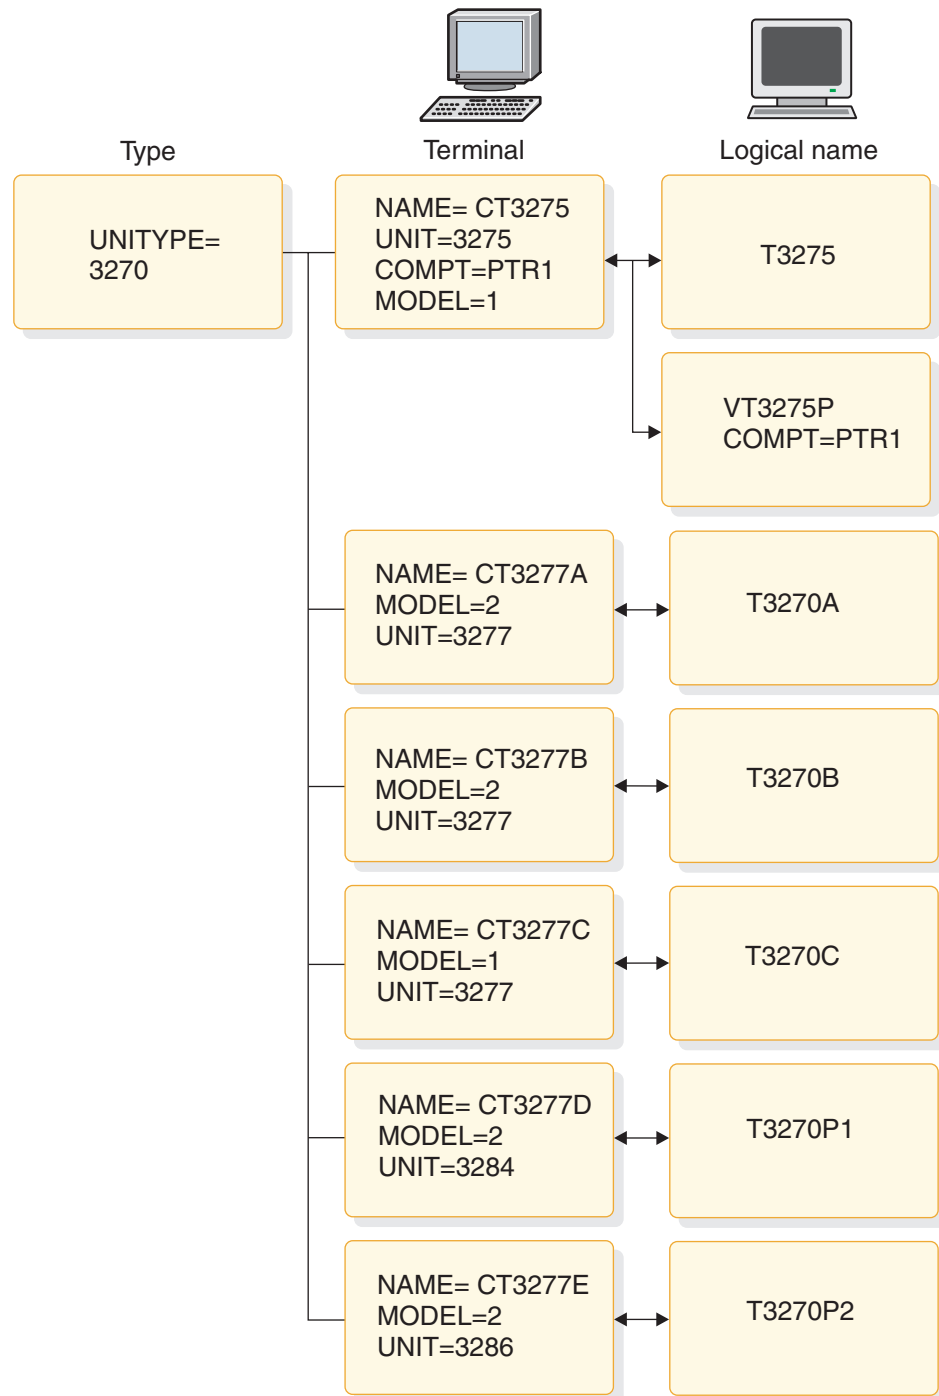 Type
Terminal
Logical name
UNITYPE=
3270
NAME= CT3275
UNIT=3275
COMPT=PTR1
MODEL=1
T3275
VT3275P
COMPT=PTR1
NAME= CT3277A
MODEL=2
UNIT=3277
T3270A
NAME= CT3277B
MODEL=2
UNIT=3277
T3270B
NAME= CT3277C
MODEL=1
UNIT=3277
T3270C
NAME= CT3277D
MODEL=2
UNIT=3284
T3270P1
NAME= CT3277E
MODEL=2
UNIT=3286
T3270P2